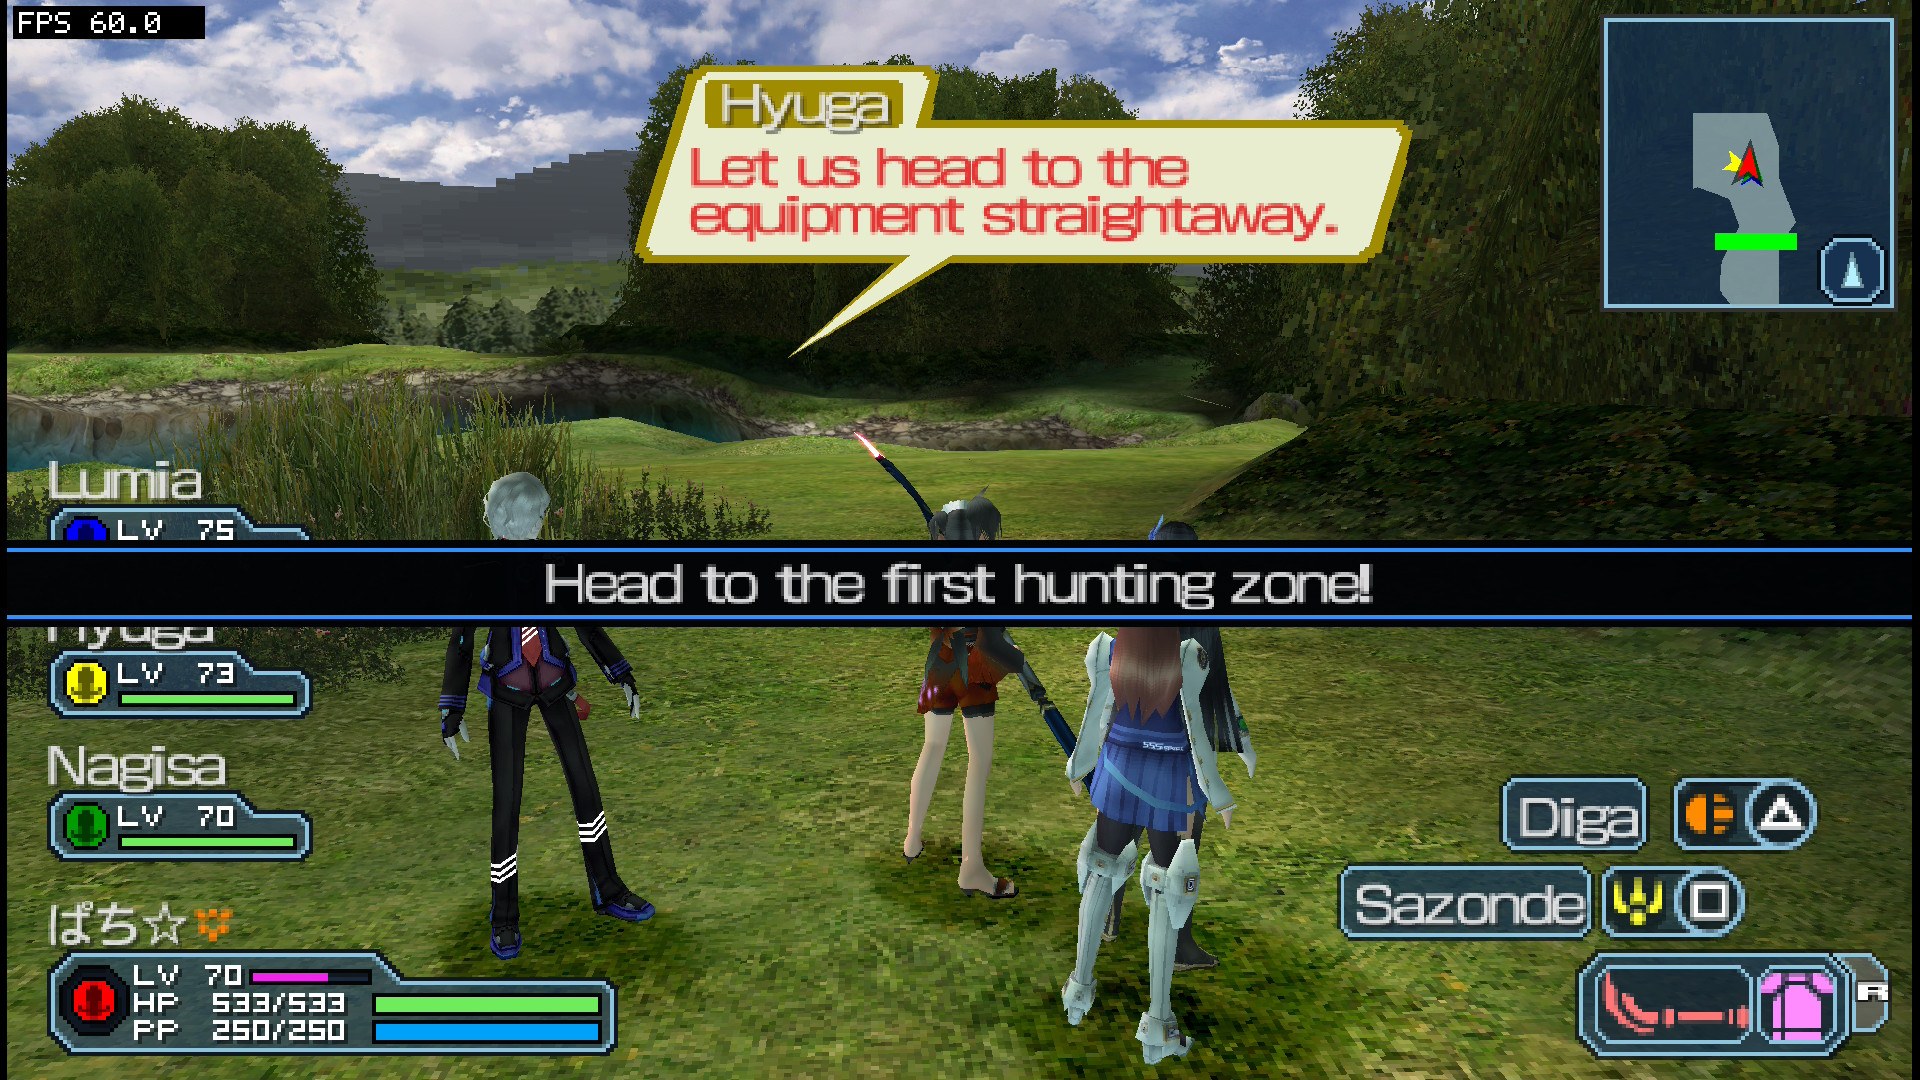 FPS 60.0
Hyuga
Let us head to the
equipment straightaway.
Lumia
LV 75
Head to the first hunting zone!
Hyuga
LV 73
Nagisa
LV 70
ぱち☆
LV 70
HP 533/533
PP 250/250
Diga
Sazonde
R